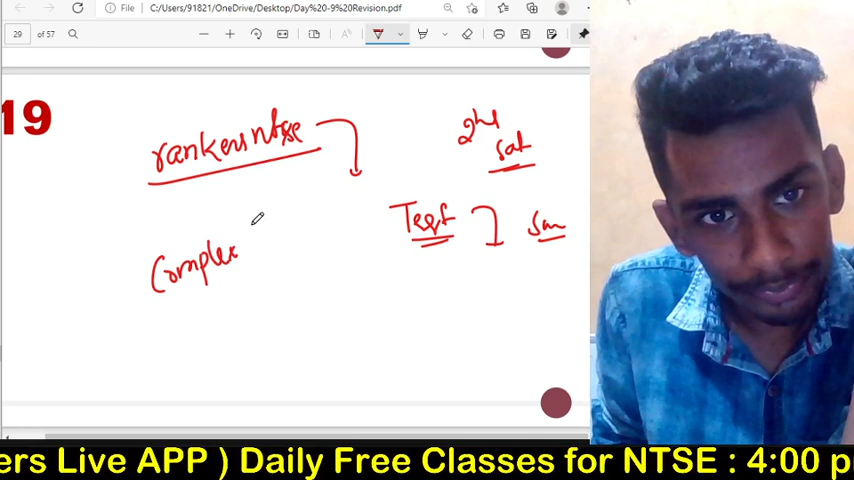 File
C:/Users/91821/OneDrive/Desktop/Day%20-9%20Revision.pdf
29 of 57
19
rankersntse
2nd
sat
Test
Sun
Complex
ers Live APP ) Daily Free Classes for NTSE : 4:00 p